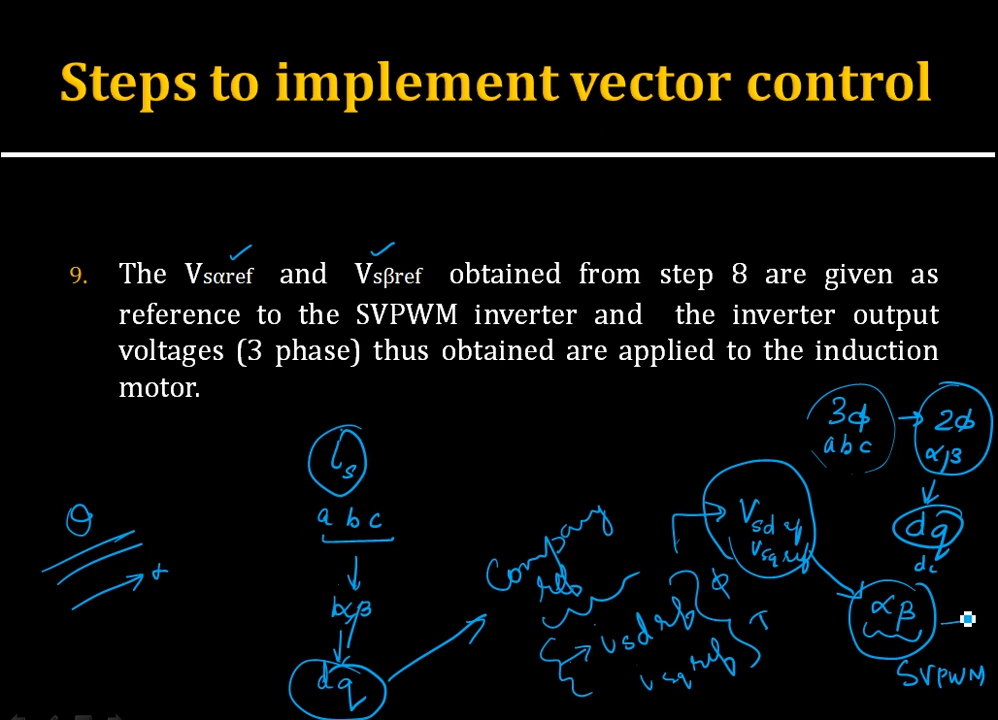 Steps to implement vector control
9. The Vsαref and Vsβref obtained from step 8 are given as
reference to the SVPWM inverter and the inverter output
voltages (3 phase) thus obtained are applied to the induction
motor.
3ϕ → 2ϕ
abc αβ
dq
dc
is
a b c
αβ
dq
θ
Company
Vsd ref
Vsq ref
ϕ
T
αβ
SVPWM